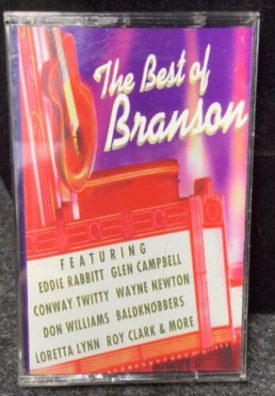 The Best of
Branson
FEATURING
EDDIE RABBITT GLEN CAMPBELL
CONWAY TWITTY WAYNE NEWTON
DON WILLIAMS BALDKNOBBERS
LORETTA LYNN ROY CLARK & MORE